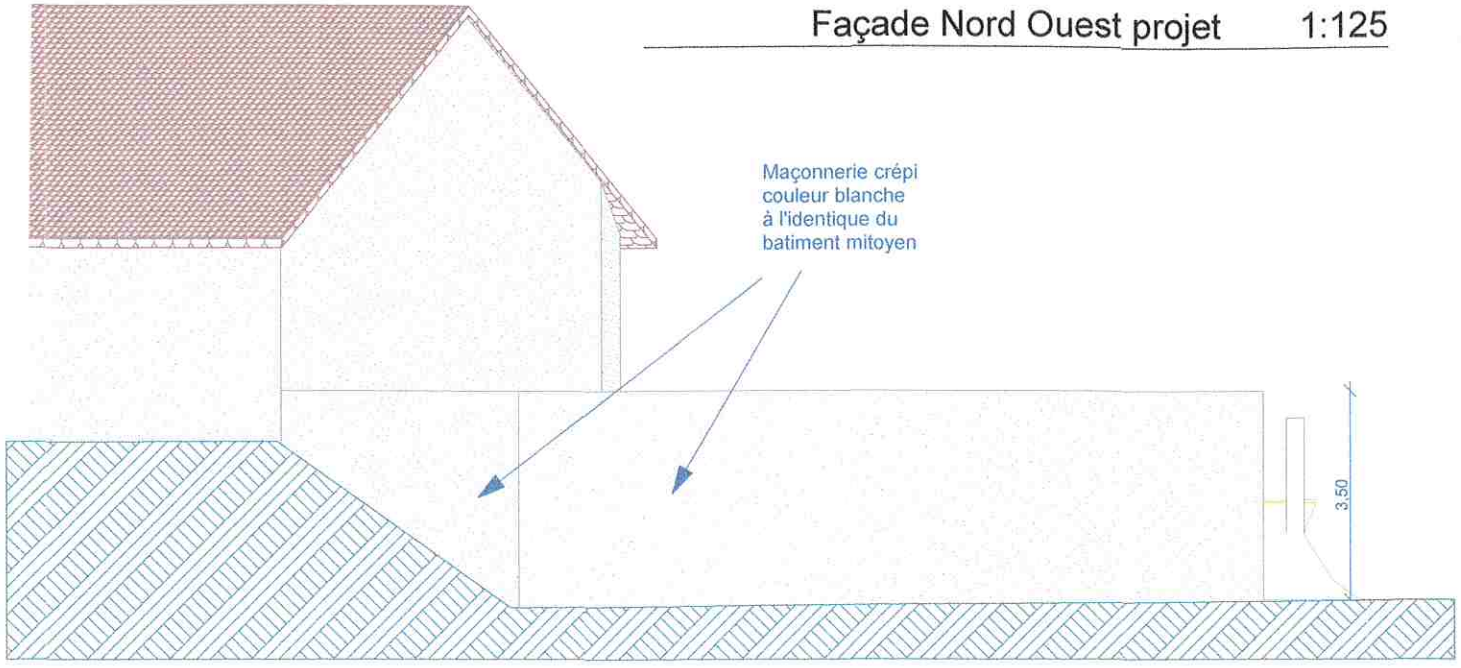 Façade Nord Ouest projet 1:125
Maçonnerie crépi
couleur blanche
à l'identique du
batiment mitoyen
3,50